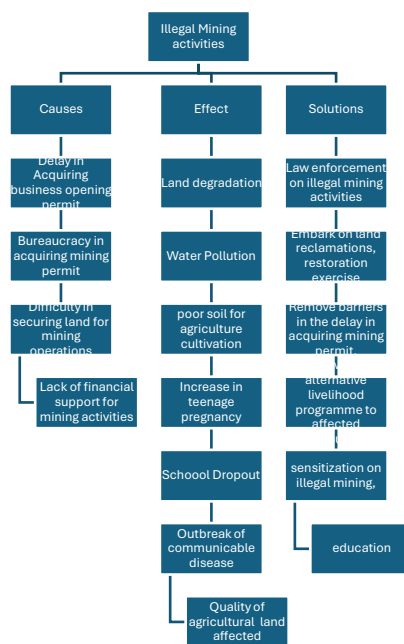 Illegal Mining
activities
Causes
Effect
Solutions
Delay in
Acquiring
business opening
permit
Bureaucracy in
acquiring mining
permit
Difficulty in
securing land for
mining operations
Lack of financial
support for
mining activities
Land degradation
Water Pollution
poor soil for
agriculture
cultivation
Increase in
teenage
pregnancy
Schoool Dropout
Outbreak of
communicable
disease
Quality of
agricultural land
affected
Law enforcement
on illegal mining
activities
Embark on land
reclamations,
restoration
exercise
Remove barriers
in the delay in
acquiring mining
permit.
alternative
livelihood
programme to
affected
sensitization on
illegal mining,
education